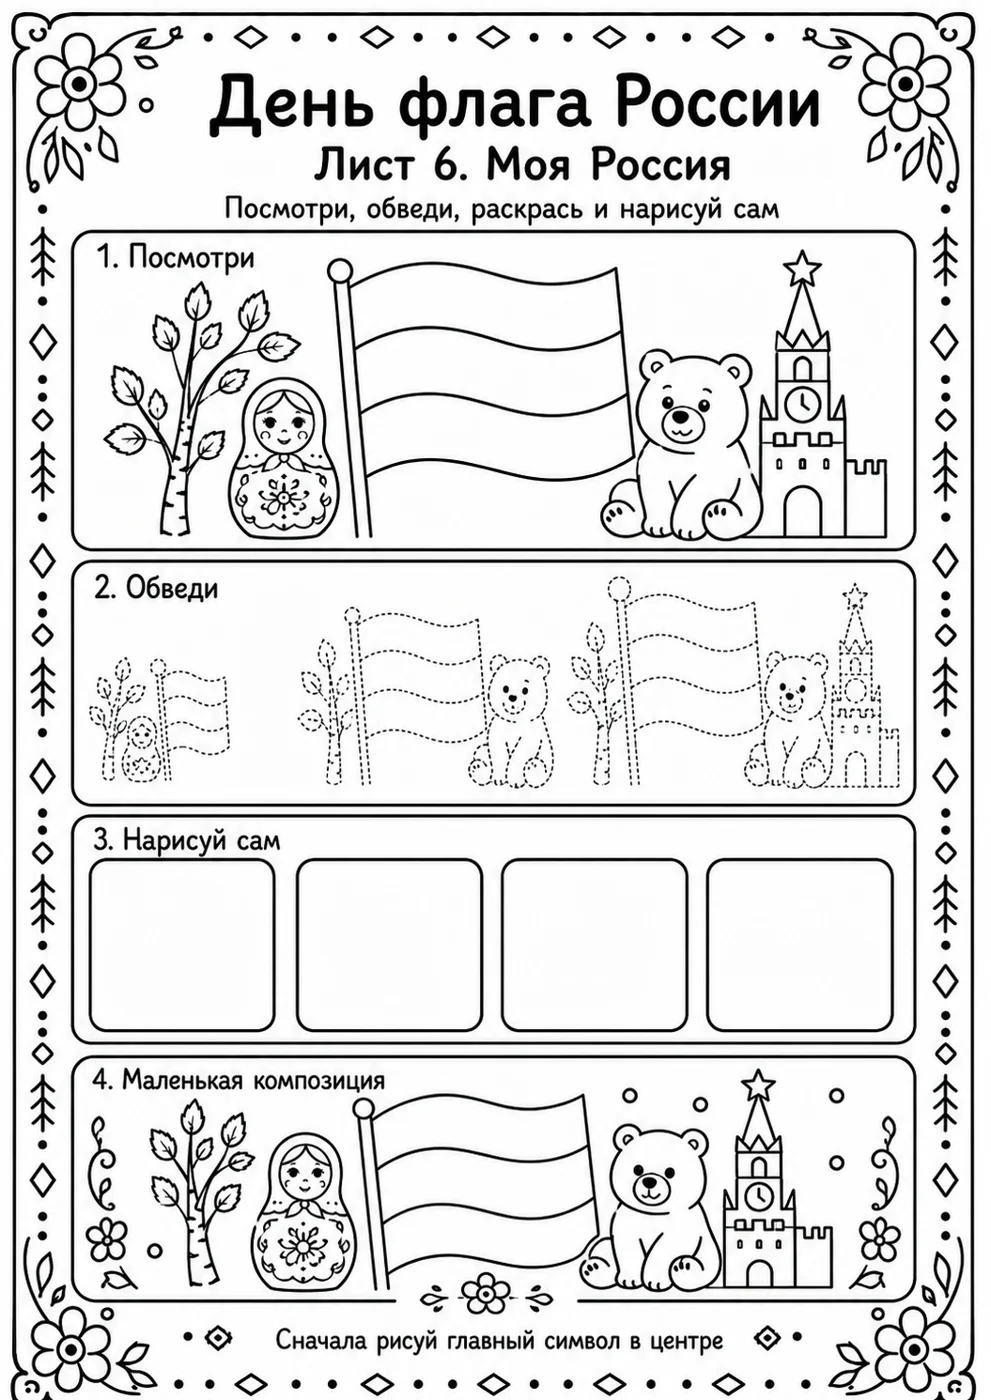 День флага России
Лист 6. Моя Россия
Посмотри, обведи, раскрась и нарисуй сам
1. Посмотри
2. Обведи
3. Нарисуй сам
4. Маленькая композиция
Сначала рисуй главный символ в центре